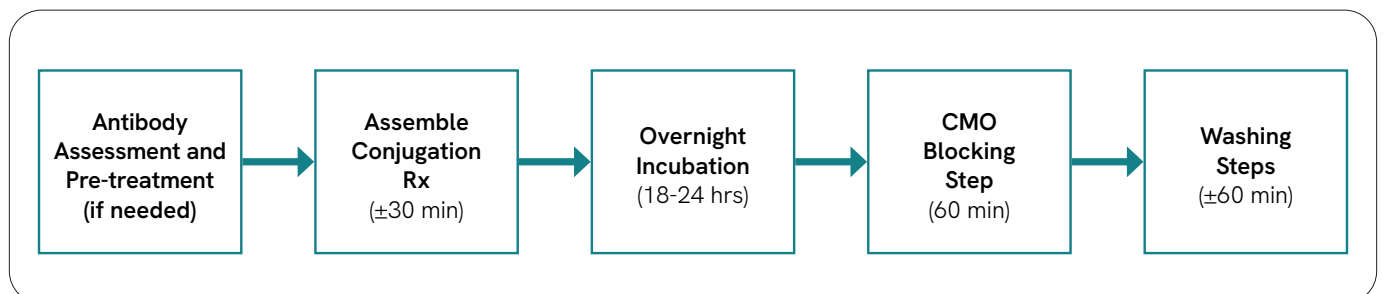 Antibody
Assessment and
Pre-treatment
(if needed)
Assemble
Conjugation
Rx
(±30 min)
Overnight
Incubation
(18-24 hrs)
CMO
Blocking
Step
(60 min)
Washing
Steps
(±60 min)